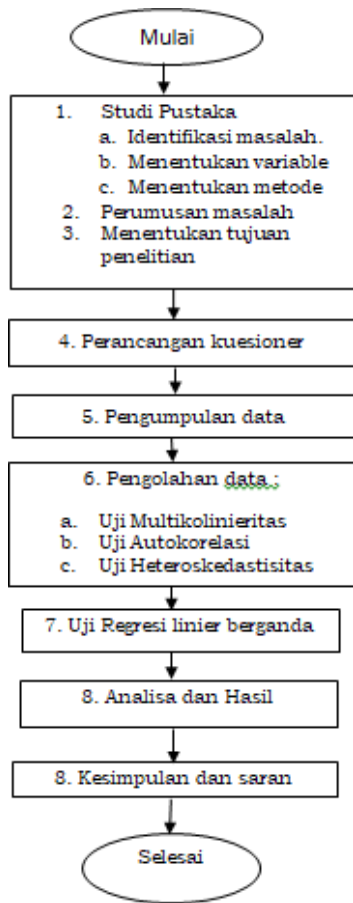 Mulai
1. Studi Pustaka
a. Identifikasi masalah.
b. Menentukan variable
c. Menentukan metode
2. Perumusan masalah
3. Menentukan tujuan
penelitian
4. Perancangan kuesioner
5. Pengumpulan data
6. Pengolahan data :
a. Uji Multikolinieritas
b. Uji Autokorelasi
c. Uji Heteroskedastisitas
7. Uji Regresi linier berganda
8. Analisa dan Hasil
8. Kesimpulan dan saran
Selesai